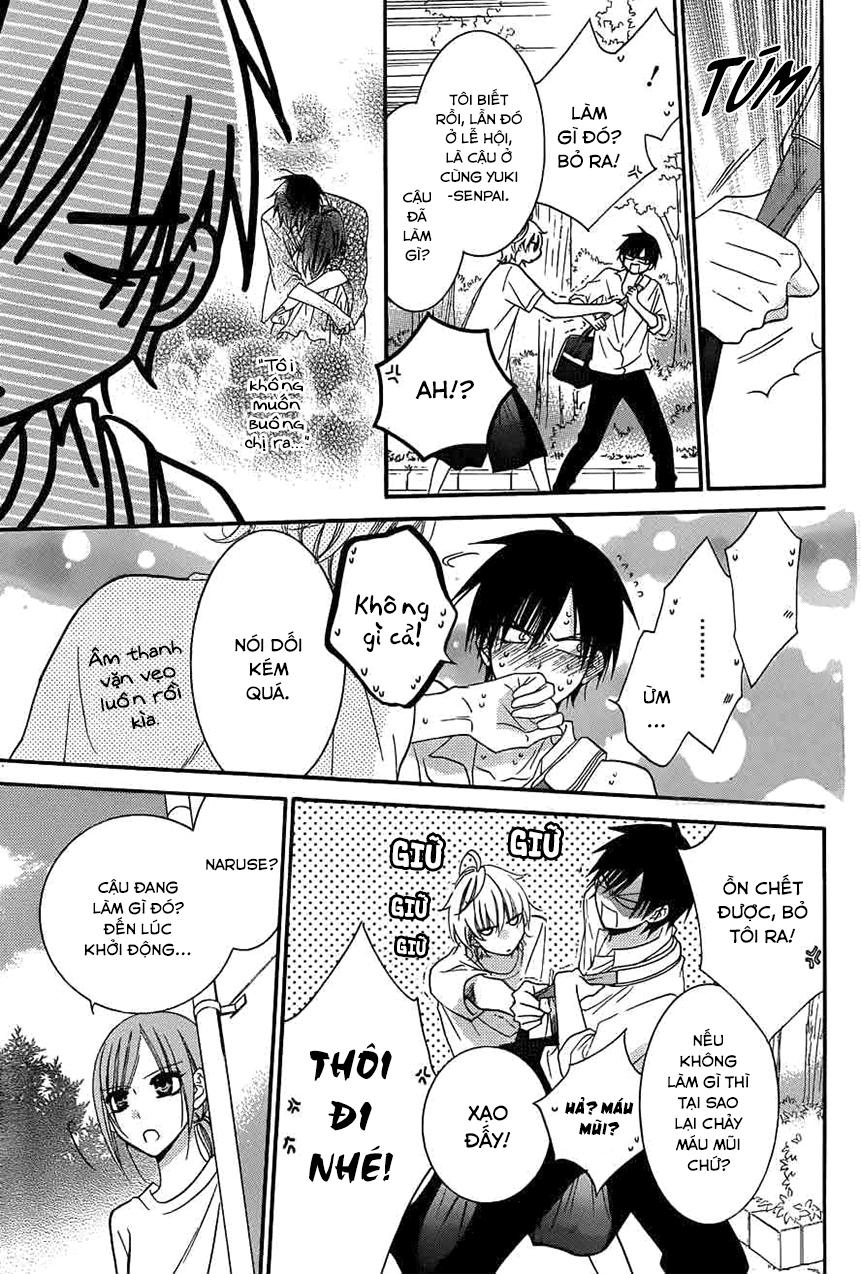 TÚM
!
LÀM
GÌ ĐÓ?
BỎ RA!
TÔI BIẾT
RỒI, LẦN ĐÓ
Ở LỄ HỘI,
LÀ CẬU Ở
CÙNG YUKI
-SENPAI.
CẬU
ĐÃ
LÀM
GÌ?
AH!?
"Tôi
không
muốn
buông
chị ra..."
........
ỪM
...
Không
gì cả!
NÓI DỐI
KÉM
QUÁ.
Âm thanh
vặn vẹo
luôn rồi
kìa.
ỒN CHẾT
ĐƯỢC, BỎ
TÔI RA!
GIỮ
GIỮ
GIỮ
GIỮ
NẾU
KHÔNG
LÀM GÌ THÌ
TẠI SAO
LẠI CHẢY
MÁU MŨI
CHỨ?
HẢ? MÁU
MŨI?
XẠO
ĐẤY!
THÔI
ĐI
NHÉ!
NARUSE?
CẬU ĐANG
LÀM GÌ ĐÓ?
ĐẾN LÚC
KHỞI ĐỘNG...